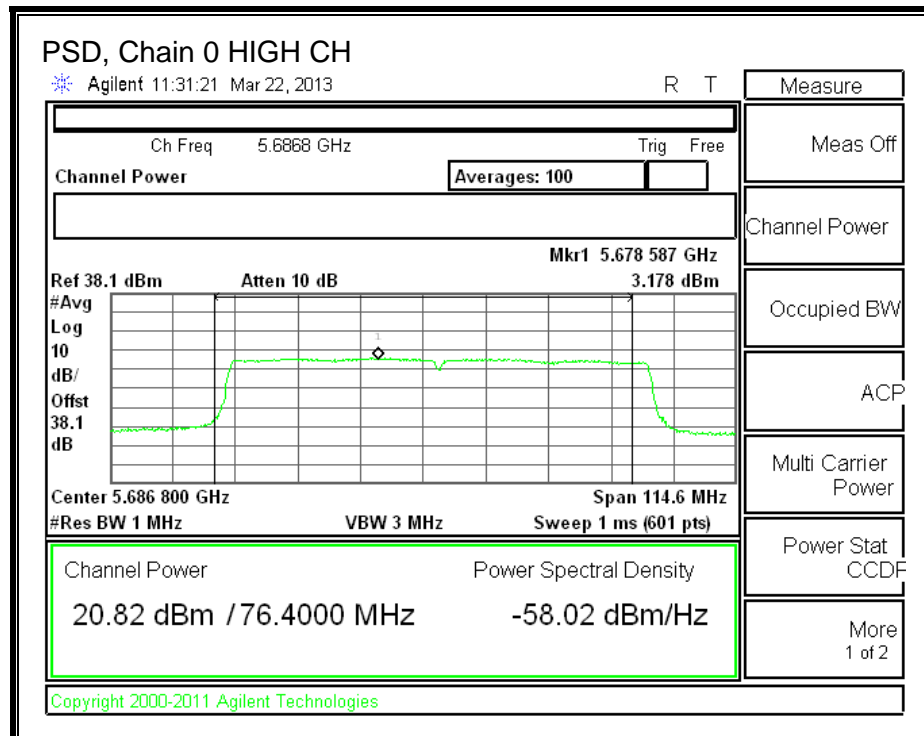 PSD, Chain 0 HIGH CH
Agilent 11:31:21 Mar 22, 2013 R T
Ch Freq 5.6868 GHz Trig Free
Channel Power Averages: 100
Mkr1 5.678 587 GHz
Ref 38.1 dBm Atten 10 dB 3.178 dBm
#Avg
Log
10
dB/
Offst
38.1
dB
1
Center 5.686 800 GHz Span 114.6 MHz
#Res BW 1 MHz VBW 3 MHz Sweep 1 ms (601 pts)
Channel Power Power Spectral Density
20.82 dBm / 76.4000 MHz -58.02 dBm/Hz
Copyright 2000-2011 Agilent Technologies
Measure
Meas Off
Channel Power
Occupied BW
ACP
Multi Carrier
Power
Power Stat
CCDF
More
1 of 2